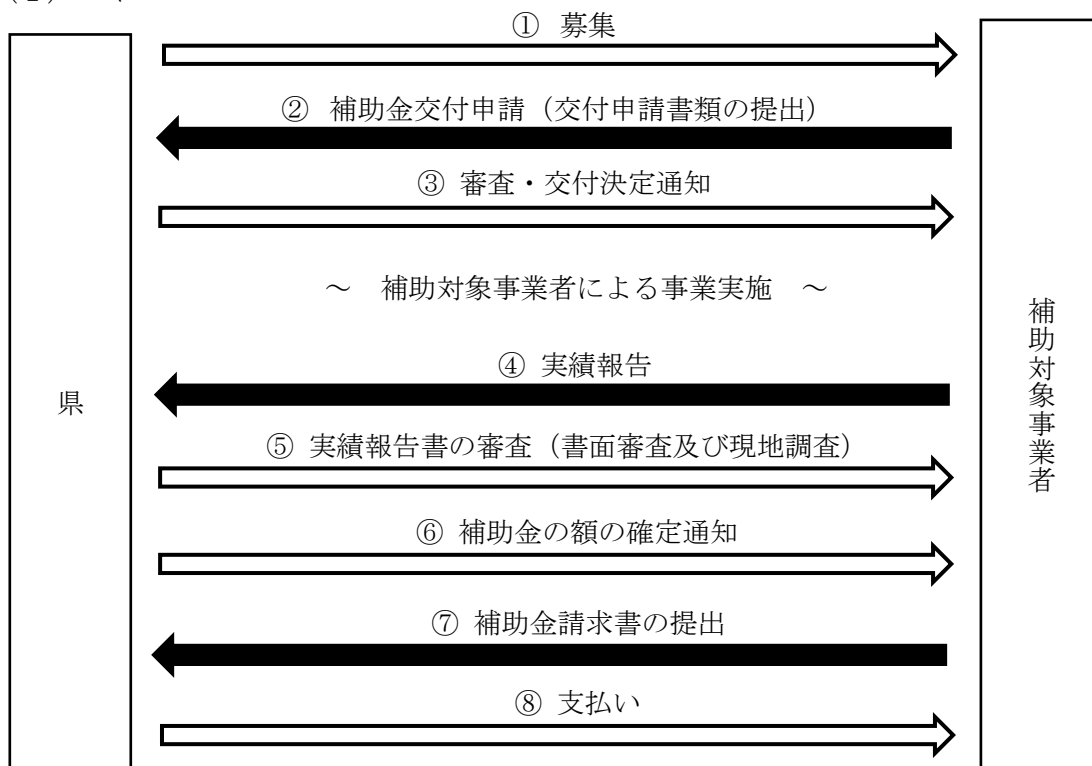 ① 募集
② 補助金交付申請（交付申請書類の提出）
③ 審査・交付決定通知
～ 補助対象事業者による事業実施 ～
④ 実績報告
⑤ 実績報告書の審査（書面審査及び現地調査）
⑥ 補助金の額の確定通知
⑦ 補助金請求書の提出
⑧ 支払い
県
補助対象事業者